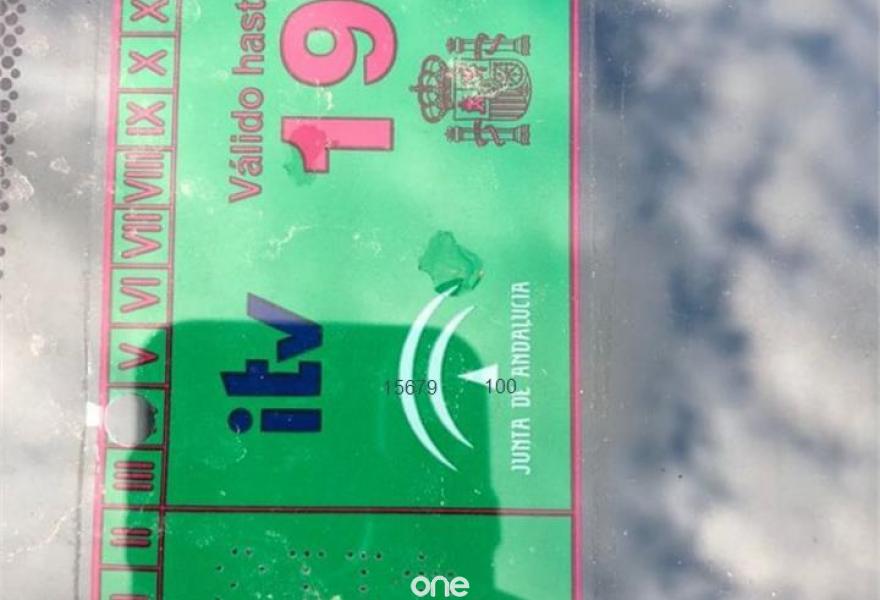 Válido hast
19
itv
JUNTA DE ANDALUCIA
15679 100
I
II
III
V
VI
VII
VIII
IX
X
X
one